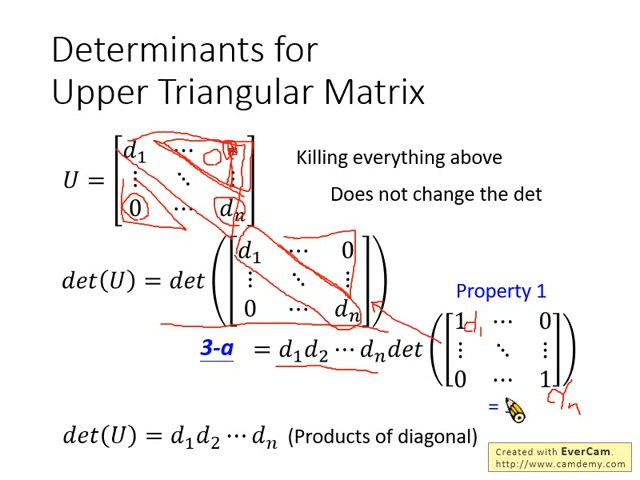 Determinants for
Upper Triangular Matrix
U = [d₁ ⋯
⋮ ⋱ ⋮
0 ⋯ dₙ]
Killing everything above
Does not change the det
det(U) = det([d₁ ⋯ 0
⋮ ⋱ ⋮
0 ⋯ dₙ])
Property 1
3-a = d₁d₂ ⋯ dₙdet([1 ⋯ 0
⋮ ⋱ ⋮
0 ⋯ 1])
d₁
dₙ
=
det(U) = d₁d₂ ⋯ dₙ (Products of diagonal)
Created with EverCam.
http://www.camdemy.com